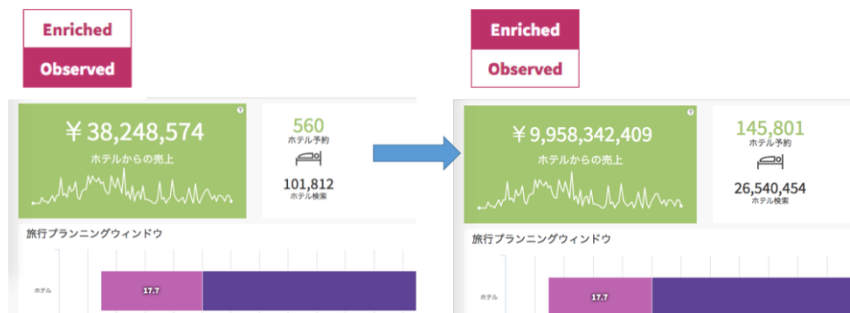 Enriched
Observed
￥38,248,574
ホテルからの売上
?
560
ホテル予約
101,812
ホテル検索
旅行プランニングウィンドウ
ホテル
17.7
Enriched
Observed
￥9,958,342,409
ホテルからの売上
?
145,801
ホテル予約
26,540,454
ホテル検索
旅行プランニングウィンドウ
ホテル
17.7